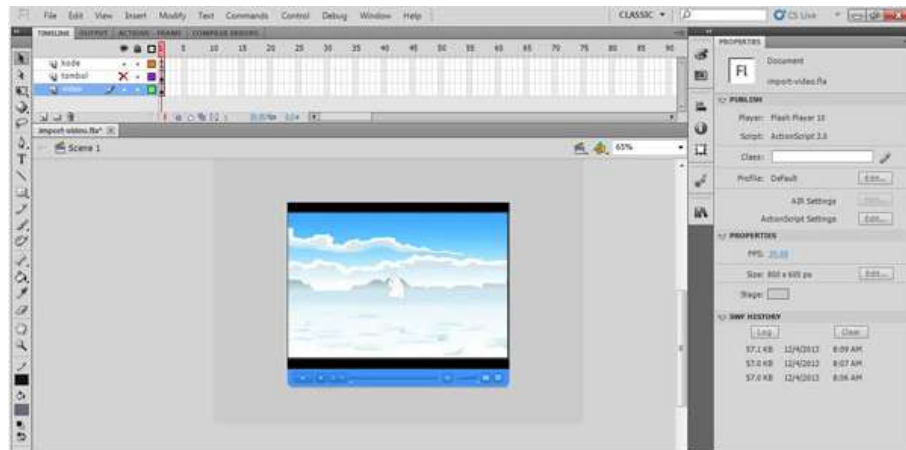 Fl File Edit View Insert Modify Text Commands Control Debug Window Help CLASSIC CS Live
TIMELINE OUTPUT ACTIONS - FRAME COMPILER ERRORS
5 10 15 20 25 30 35 40 45 50 55 60 65 70 75 80 85 90
kode
tombol
video
import-video.fla*
Scene 1 65%
PROPERTIES
Fl Document
import-video.fla
PUBLISH
Player: Flash Player 10
Script: ActionScript 3.0
Class:
Profile: Default Edit...
AIR Settings
ActionScript Settings Edit...
PROPERTIES
FPS:
Size: Edit...
Stage:
SWF HISTORY
Log Clear
57.1 KB 12/4/2013 8:09 AM
57.0 KB 12/4/2013 8:07 AM
57.0 KB 12/4/2013 8:06 AM